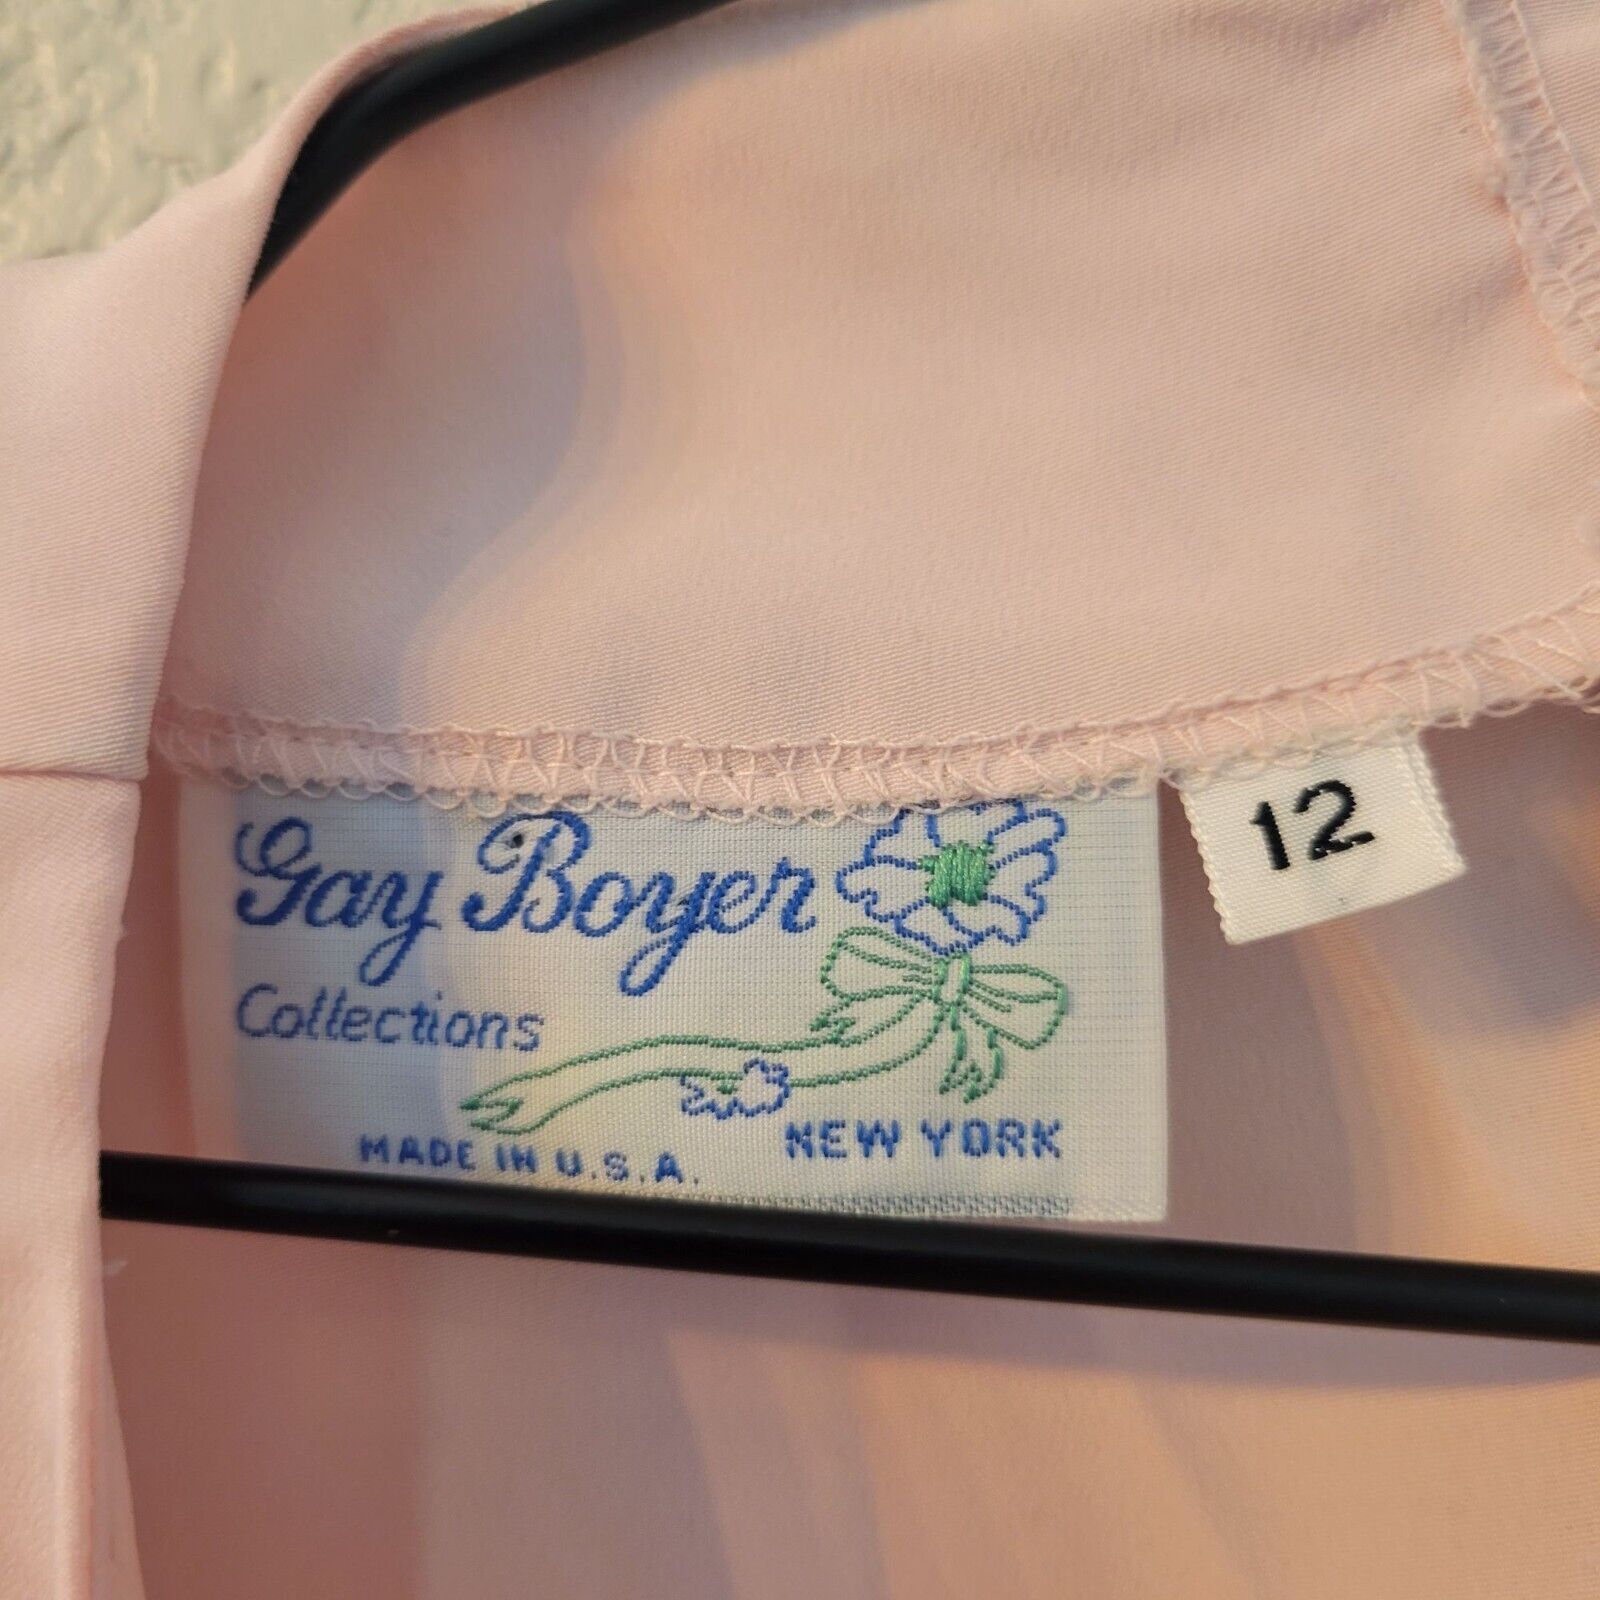 Gay Boyer
Collections
MADE IN U.S.A.
NEW YORK
12